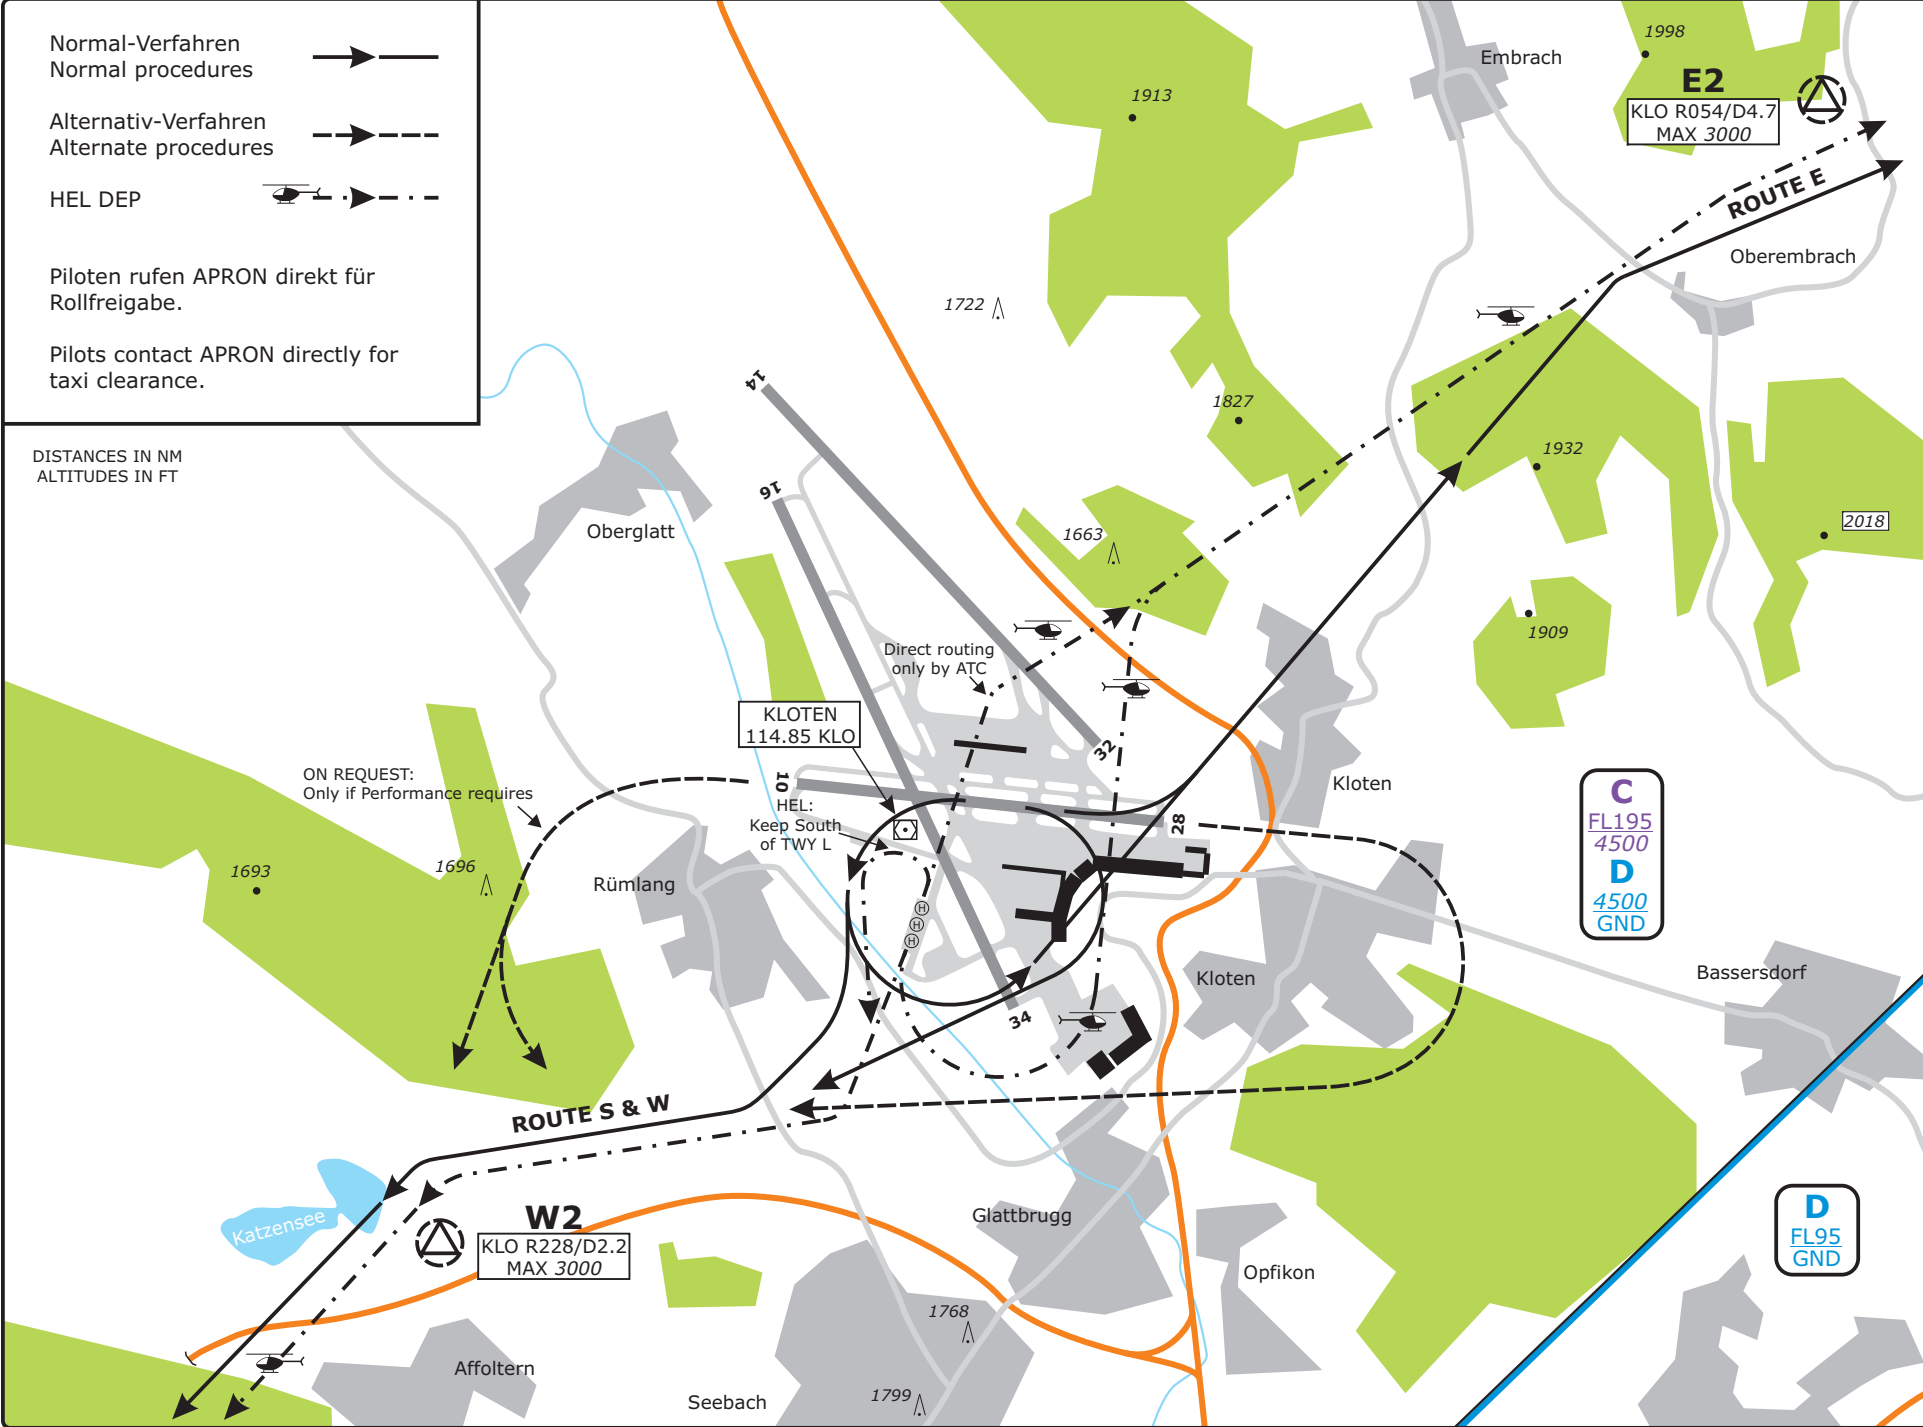 Normal-Verfahren
Normal procedures
Alternativ-Verfahren
Alternate procedures
HEL DEP
Piloten rufen APRON direkt für
Rollfreigabe.
Pilots contact APRON directly for
taxi clearance.
DISTANCES IN NM
ALTITUDES IN FT
1998
Embrach
E2
KLO R054/D4.7
MAX 3000
1913
ROUTE E
Oberembrach
1722
14
1827
16
1932
Oberglatt
1663
2018
1909
Direct routing
only by ATC
KLOTEN
114.85 KLO
32
ON REQUEST:
Only if Performance requires
10
HEL:
Keep South
of TWY L
28
Kloten
C
FL195
4500
D
4500
GND
1693
1696
Rümlang
H
H
H
Kloten
Bassersdorf
34
ROUTE S & W
Katzensee
W2
KLO R228/D2.2
MAX 3000
Glattbrugg
D
FL95
GND
Opfikon
1768
Affoltern
Seebach
1799